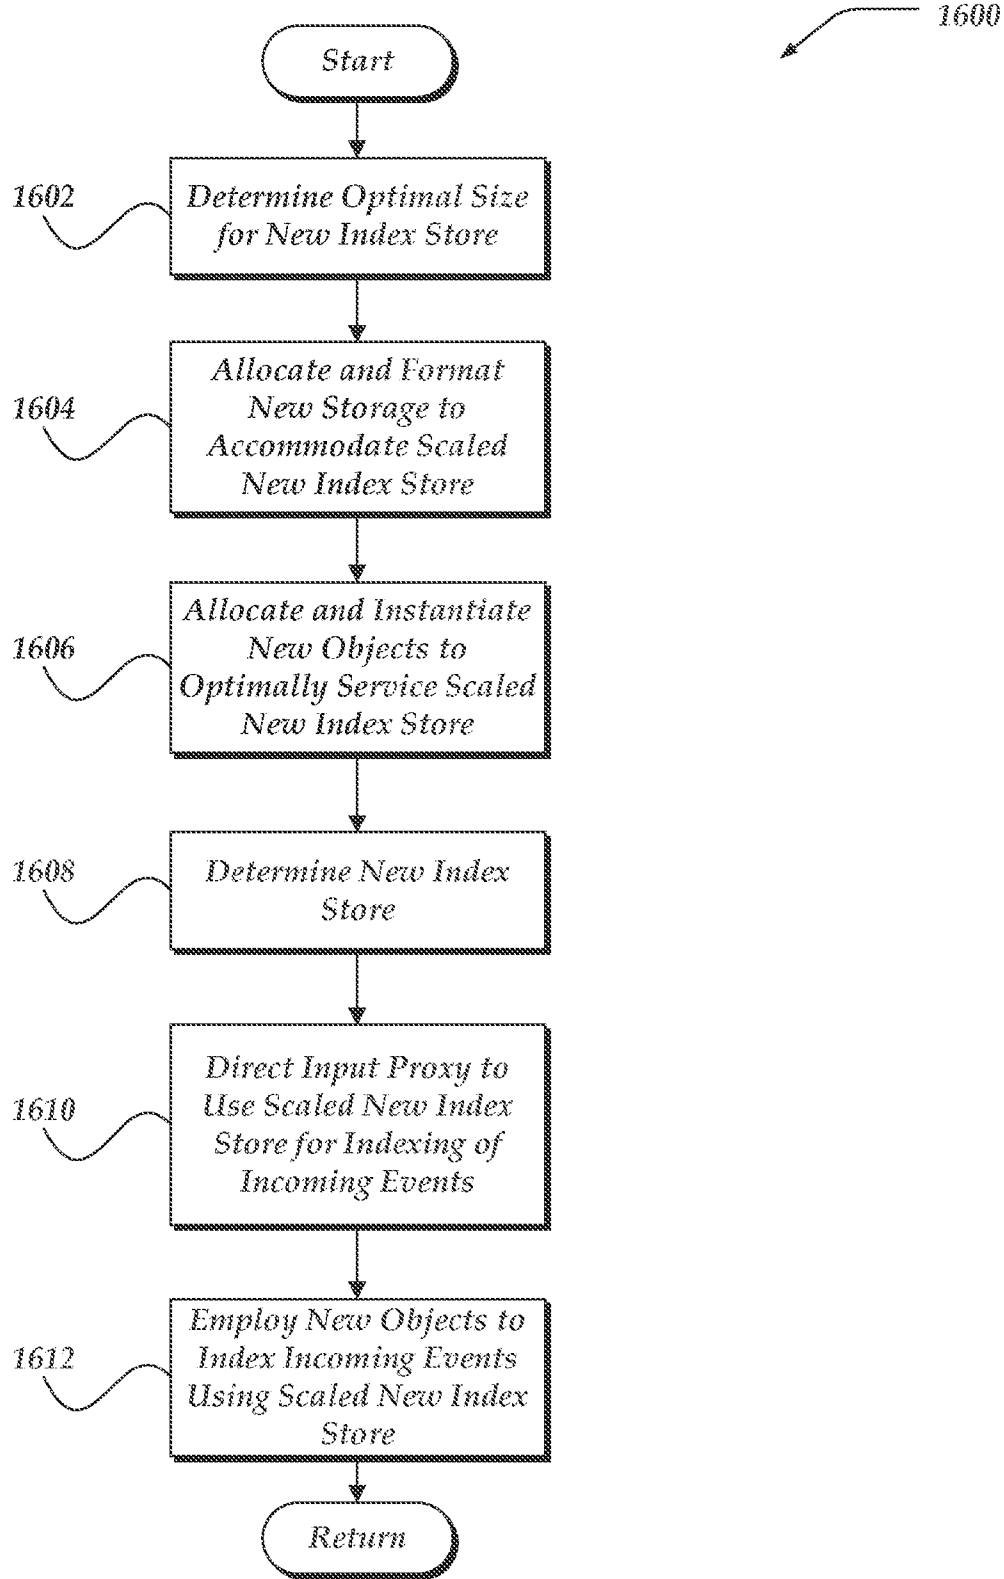 1600
Start
1602
Determine Optimal Size
for New Index Store
1604
Allocate and Format
New Storage to
Accommodate Scaled
New Index Store
1606
Allocate and Instantiate
New Objects to
Optimally Service Scaled
New Index Store
1608
Determine New Index
Store
1610
Direct Input Proxy to
Use Scaled New Index
Store for Indexing of
Incoming Events
1612
Employ New Objects to
Index Incoming Events
Using Scaled New Index
Store
Return